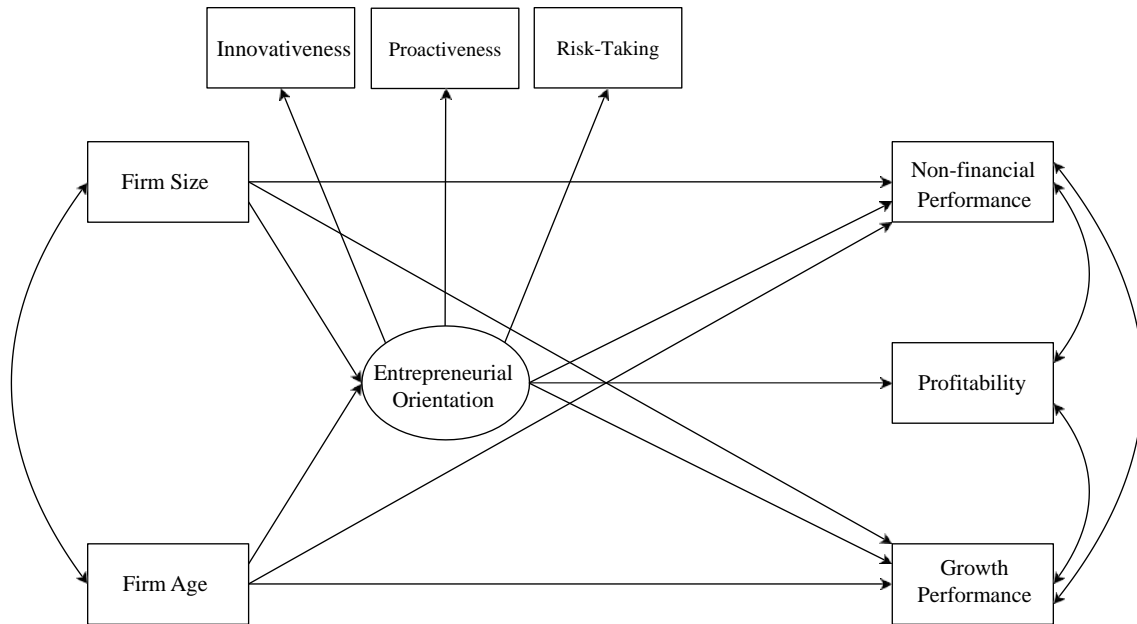 Innovativeness
Proactiveness
Risk-Taking
Firm Size
Non-financial
Performance
Entrepreneurial
Orientation
Profitability
Firm Age
Growth
Performance